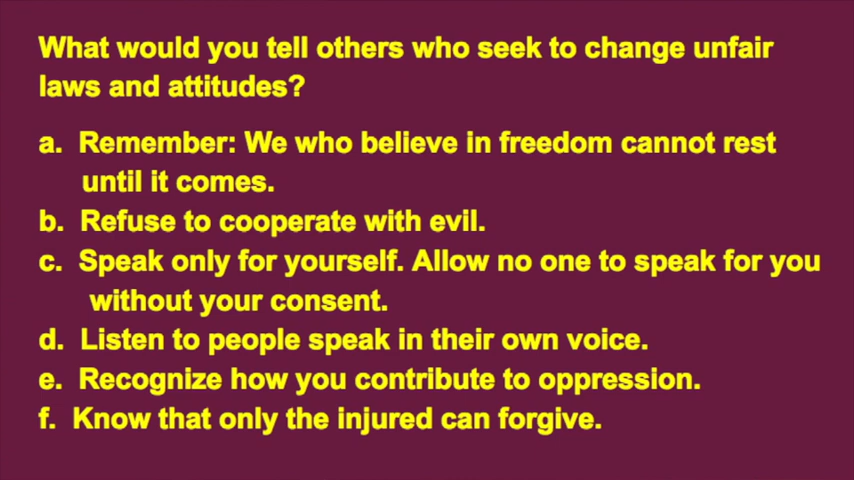 What would you tell others who seek to change unfair
laws and attitudes?
a. Remember: We who believe in freedom cannot rest
until it comes.
b. Refuse to cooperate with evil.
c. Speak only for yourself. Allow no one to speak for you
without your consent.
d. Listen to people speak in their own voice.
e. Recognize how you contribute to oppression.
f. Know that only the injured can forgive.